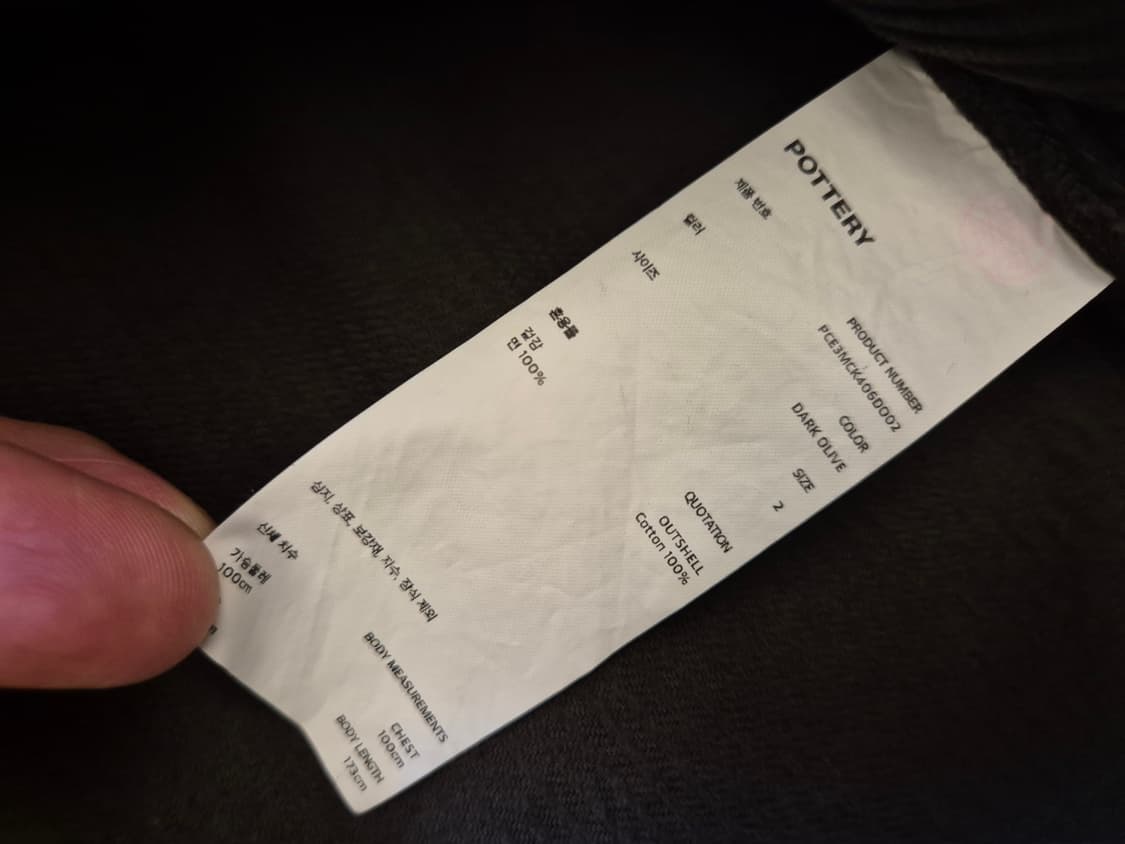 POTTERY
제품 번호
PRODUCT NUMBER
PCE3MCK406D002
컬러
COLOR
DARK OLIVE
사이즈
SIZE
2
혼용률
QUOTATION
겉감
OUTSHELL
면 100%
Cotton 100%
심지, 상표, 보강재, 자수, 장식 제외
신체 치수
BODY MEASUREMENTS
가슴둘레
CHEST
100cm
100cm
BODY LENGTH
173cm